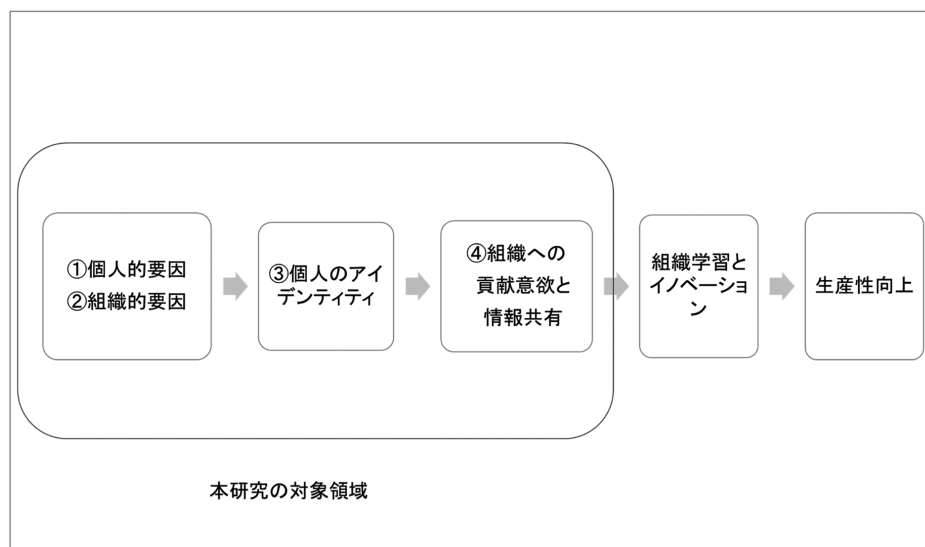 ①個人的要因
②組織的要因
③個人のアイ
デンティティ
④組織への
貢献意欲と
情報共有
組織学習と
イノベーショ
ン
生産性向上
本研究の対象領域